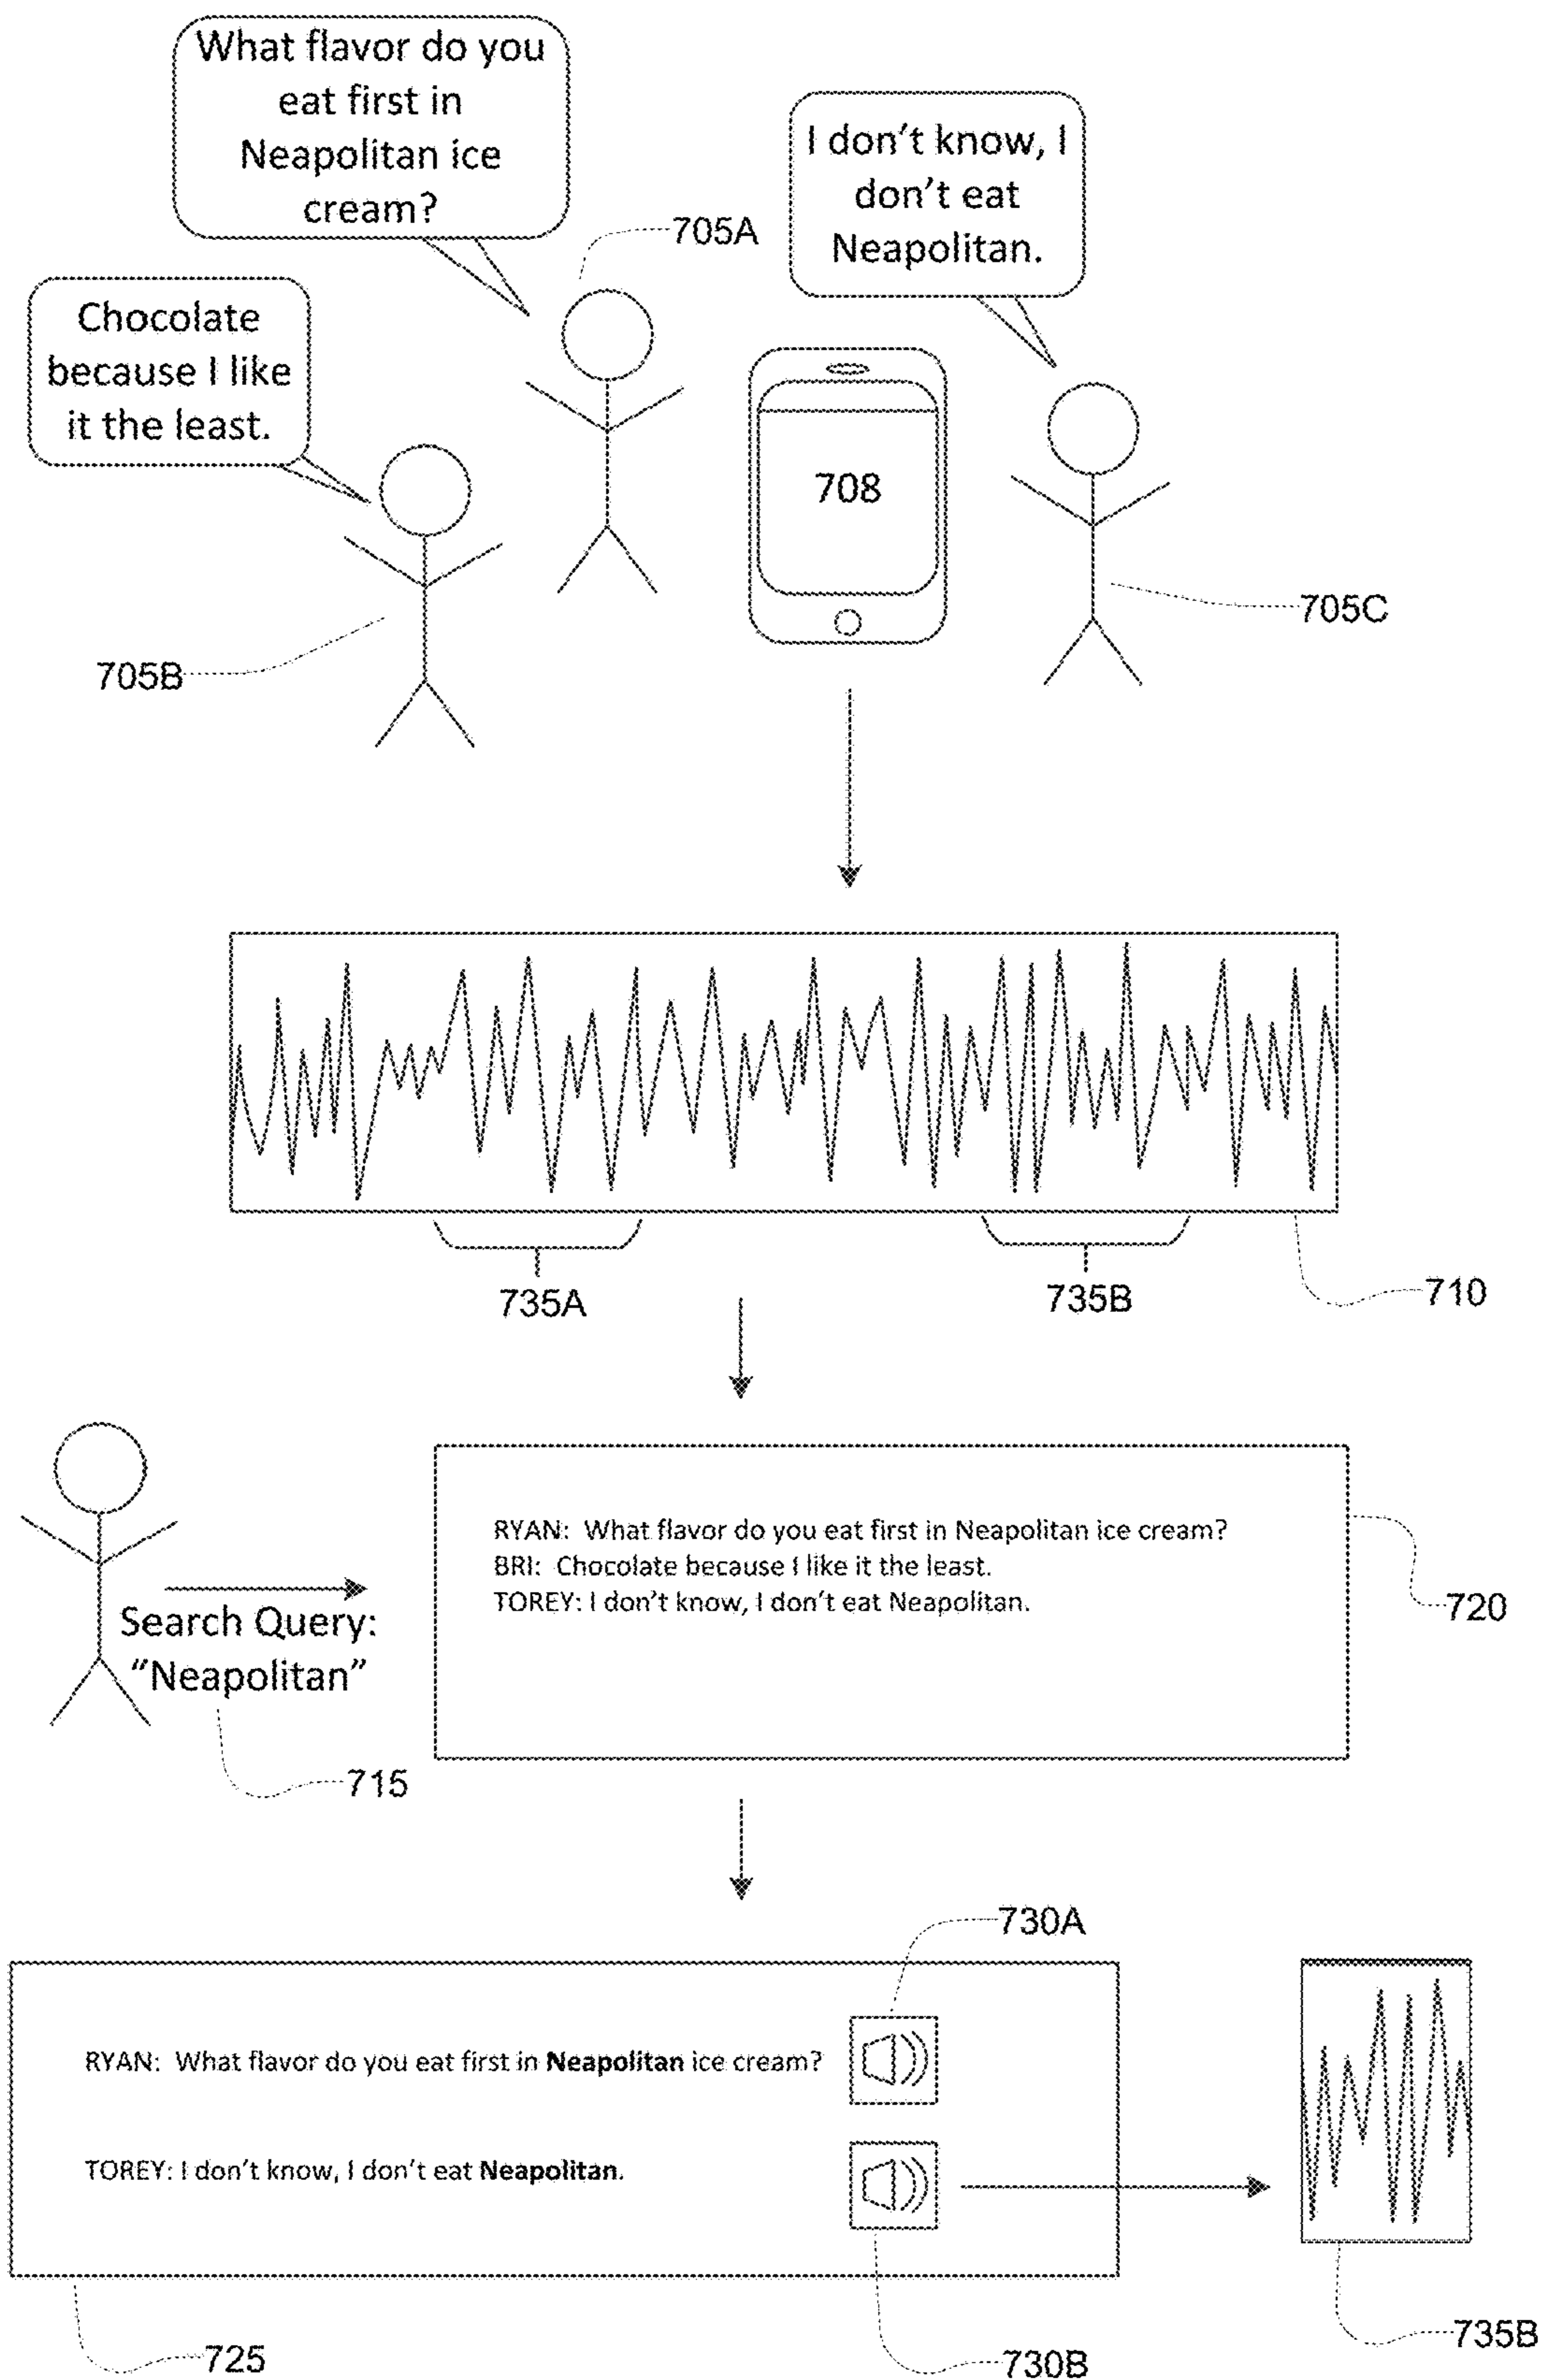 What flavor do you
eat first in
Neapolitan ice
cream?
705A
I don't know, I
don't eat
Neapolitan.
Chocolate
because I like
it the least.
708
705C
705B
735A
735B
710
RYAN: What flavor do you eat first in Neapolitan ice cream?
BRI: Chocolate because I like it the least.
TOREY: I don't know, I don't eat Neapolitan.
720
Search Query:
“Neapolitan”
715
730A
RYAN: What flavor do you eat first in Neapolitan ice cream?
TOREY: I don't know, I don't eat Neapolitan.
725
730B
735B